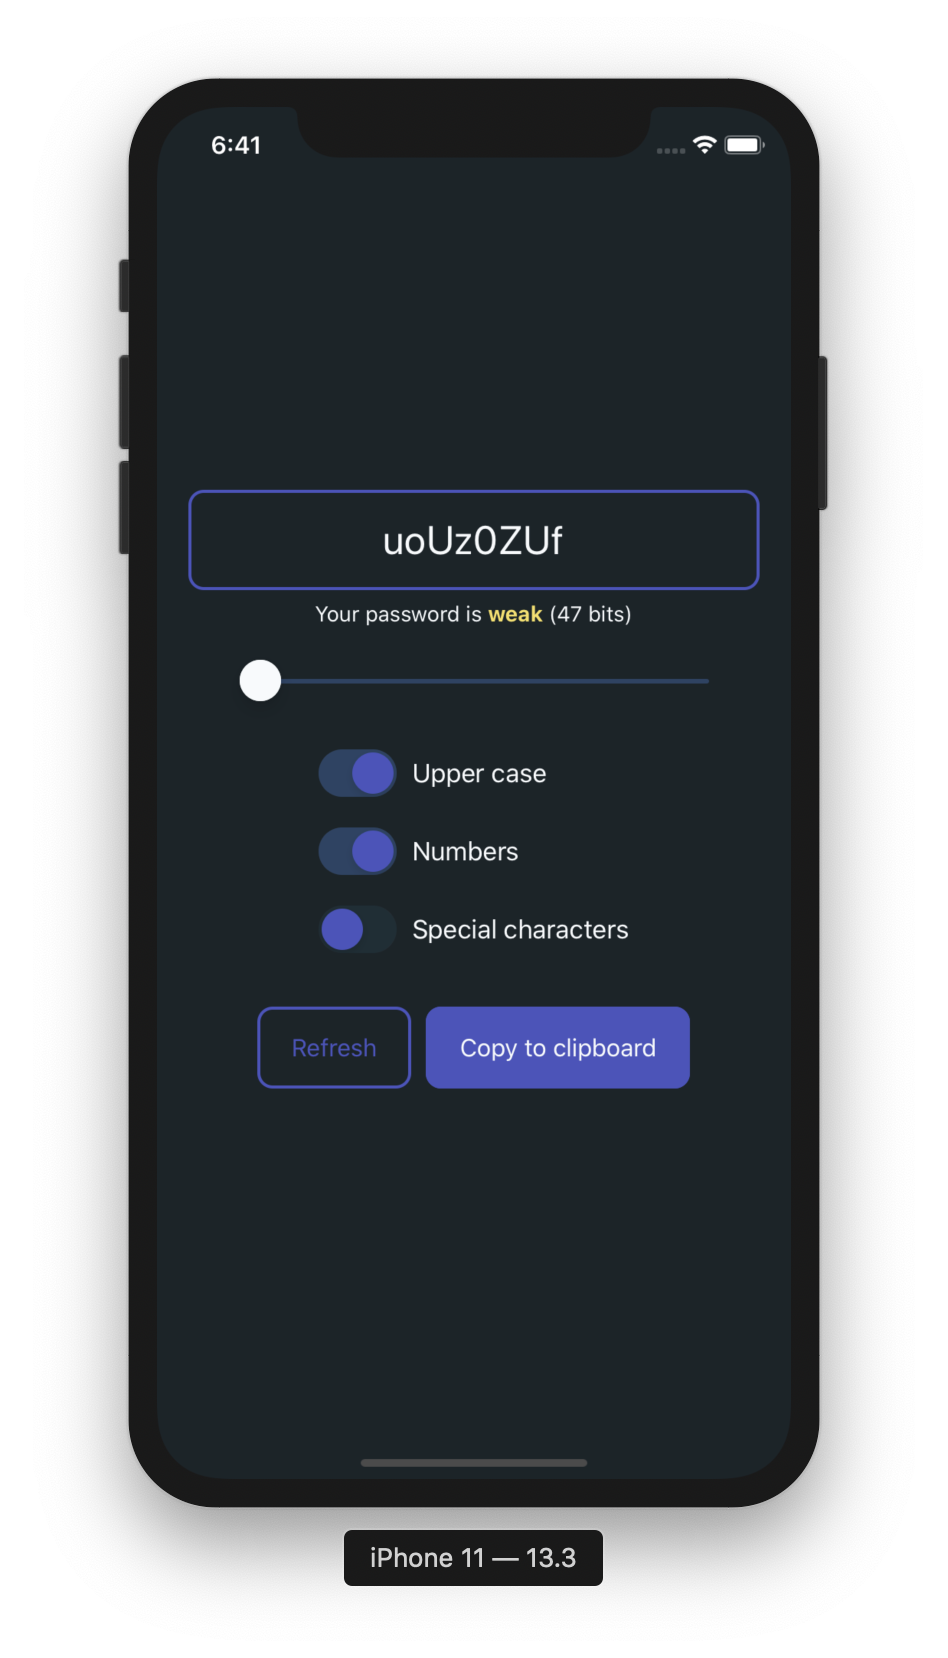 6:41
uoUz0ZUf
Your password is weak (47 bits)
Upper case
Numbers
Special characters
Refresh
Copy to clipboard
iPhone 11 — 13.3